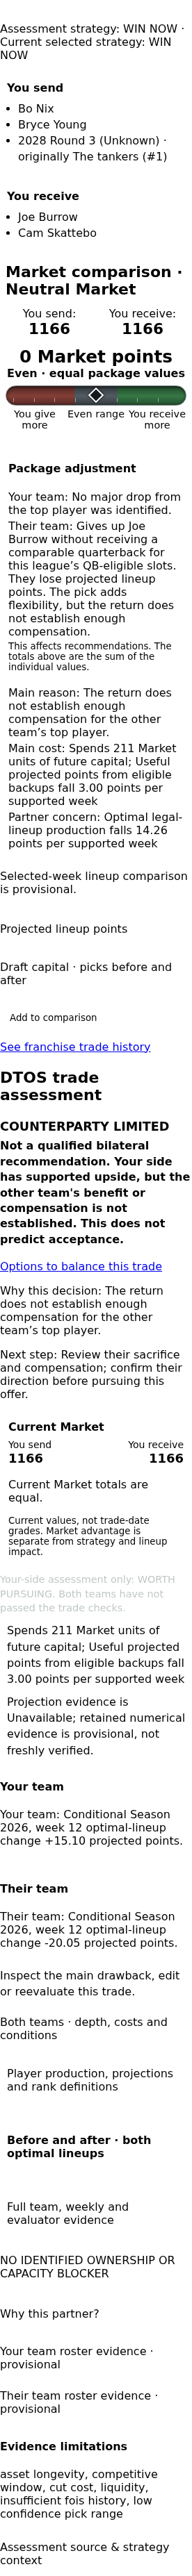 Assessment strategy: WIN NOW ·
Current selected strategy: WIN
NOW
You send
• Bo Nix
• Bryce Young
• 2028 Round 3 (Unknown) ·
originally The tankers (#1)
You receive
• Joe Burrow
• Cam Skattebo
Market comparison ·
Neutral Market
You send:
1166
You receive:
1166
0 Market points
Even · equal package values
You give
more
Even range
You receive
more
Package adjustment
Your team: No major drop from
the top player was identified.
Their team: Gives up Joe
Burrow without receiving a
comparable quarterback for
this league’s QB-eligible slots.
They lose projected lineup
points. The pick adds
flexibility, but the return does
not establish enough
compensation.
This affects recommendations. The
totals above are the sum of the
individual values.
Main reason: The return does
not establish enough
compensation for the other
team’s top player.
Main cost: Spends 211 Market
units of future capital; Useful
projected points from eligible
backups fall 3.00 points per
supported week
Partner concern: Optimal legal-
lineup production falls 14.26
points per supported week
Selected-week lineup comparison
is provisional.
Projected lineup points
Draft capital · picks before and
after
Add to comparison
See franchise trade history
DTOS trade
assessment
COUNTERPARTY LIMITED
Not a qualified bilateral
recommendation. Your side
has supported upside, but the
other team's benefit or
compensation is not
established. This does not
predict acceptance.
Options to balance this trade
Why this decision: The return
does not establish enough
compensation for the other
team’s top player.
Next step: Review their sacrifice
and compensation; confirm their
direction before pursuing this
offer.
Current Market
You send
1166
You receive
1166
Current Market totals are
equal.
Current values, not trade-date
grades. Market advantage is
separate from strategy and lineup
impact.
Your-side assessment only: WORTH
PURSUING. Both teams have not
passed the trade checks.
Spends 211 Market units of
future capital; Useful projected
points from eligible backups fall
3.00 points per supported week
Projection evidence is
Unavailable; retained numerical
evidence is provisional, not
freshly verified.
Your team
Your team: Conditional Season
2026, week 12 optimal-lineup
change +15.10 projected points.
Their team
Their team: Conditional Season
2026, week 12 optimal-lineup
change -20.05 projected points.
Inspect the main drawback, edit
or reevaluate this trade.
Both teams · depth, costs and
conditions
Player production, projections
and rank definitions
Before and after · both
optimal lineups
Full team, weekly and
evaluator evidence
NO IDENTIFIED OWNERSHIP OR
CAPACITY BLOCKER
Why this partner?
Your team roster evidence ·
provisional
Their team roster evidence ·
provisional
Evidence limitations
asset longevity, competitive
window, cut cost, liquidity,
insufficient fois history, low
confidence pick range
Assessment source & strategy
context